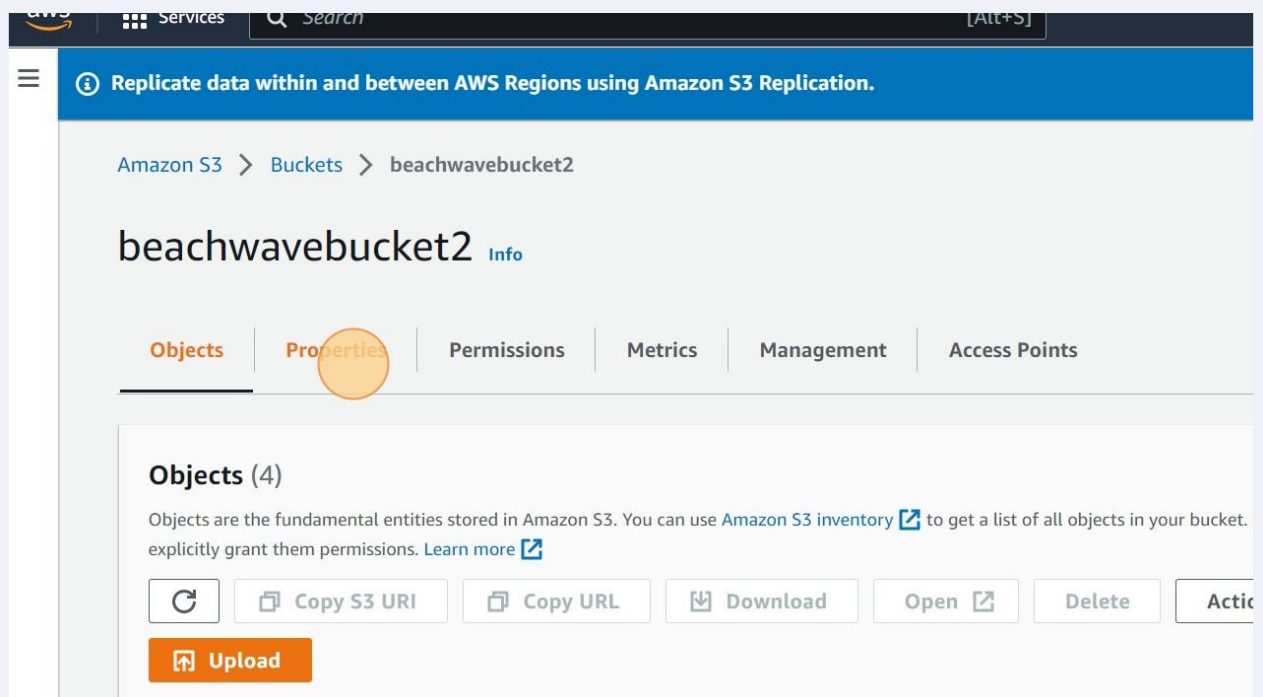 aws Services Search [Alt+S]
Replicate data within and between AWS Regions using Amazon S3 Replication.
Amazon S3 > Buckets > beachwavebucket2
beachwavebucket2 Info
Objects Properties Permissions Metrics Management Access Points
Objects (4)
Objects are the fundamental entities stored in Amazon S3. You can use Amazon S3 inventory to get a list of all objects in your bucket.
explicitly grant them permissions. Learn more
Copy S3 URI Copy URL Download Open Delete
Upload